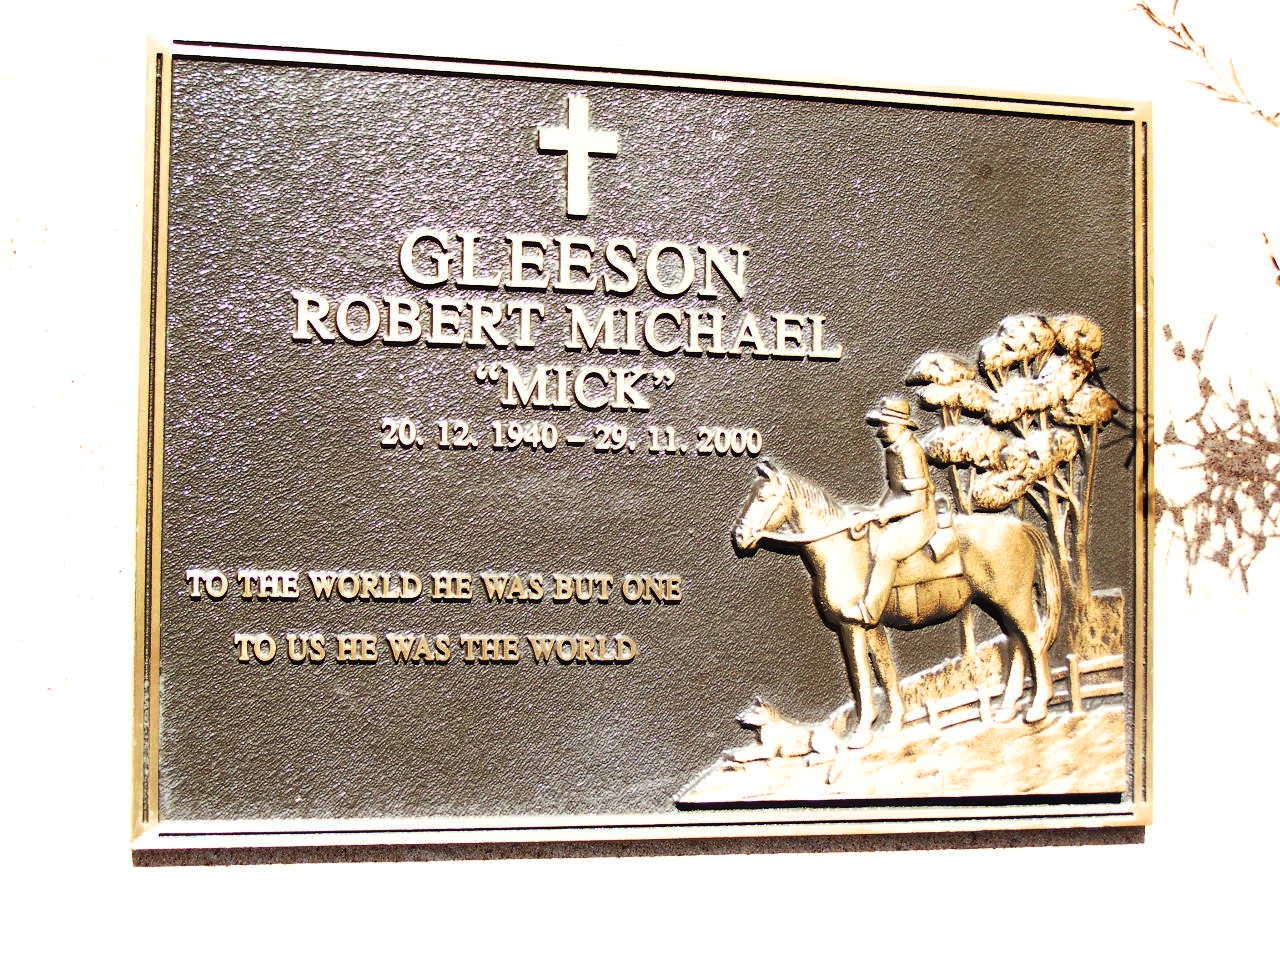 GLEESON
ROBERT MICHAEL
“MICK”
20. 12. 1940 – 29. 11. 2000
TO THE WORLD HE WAS BUT ONE
TO US HE WAS THE WORLD